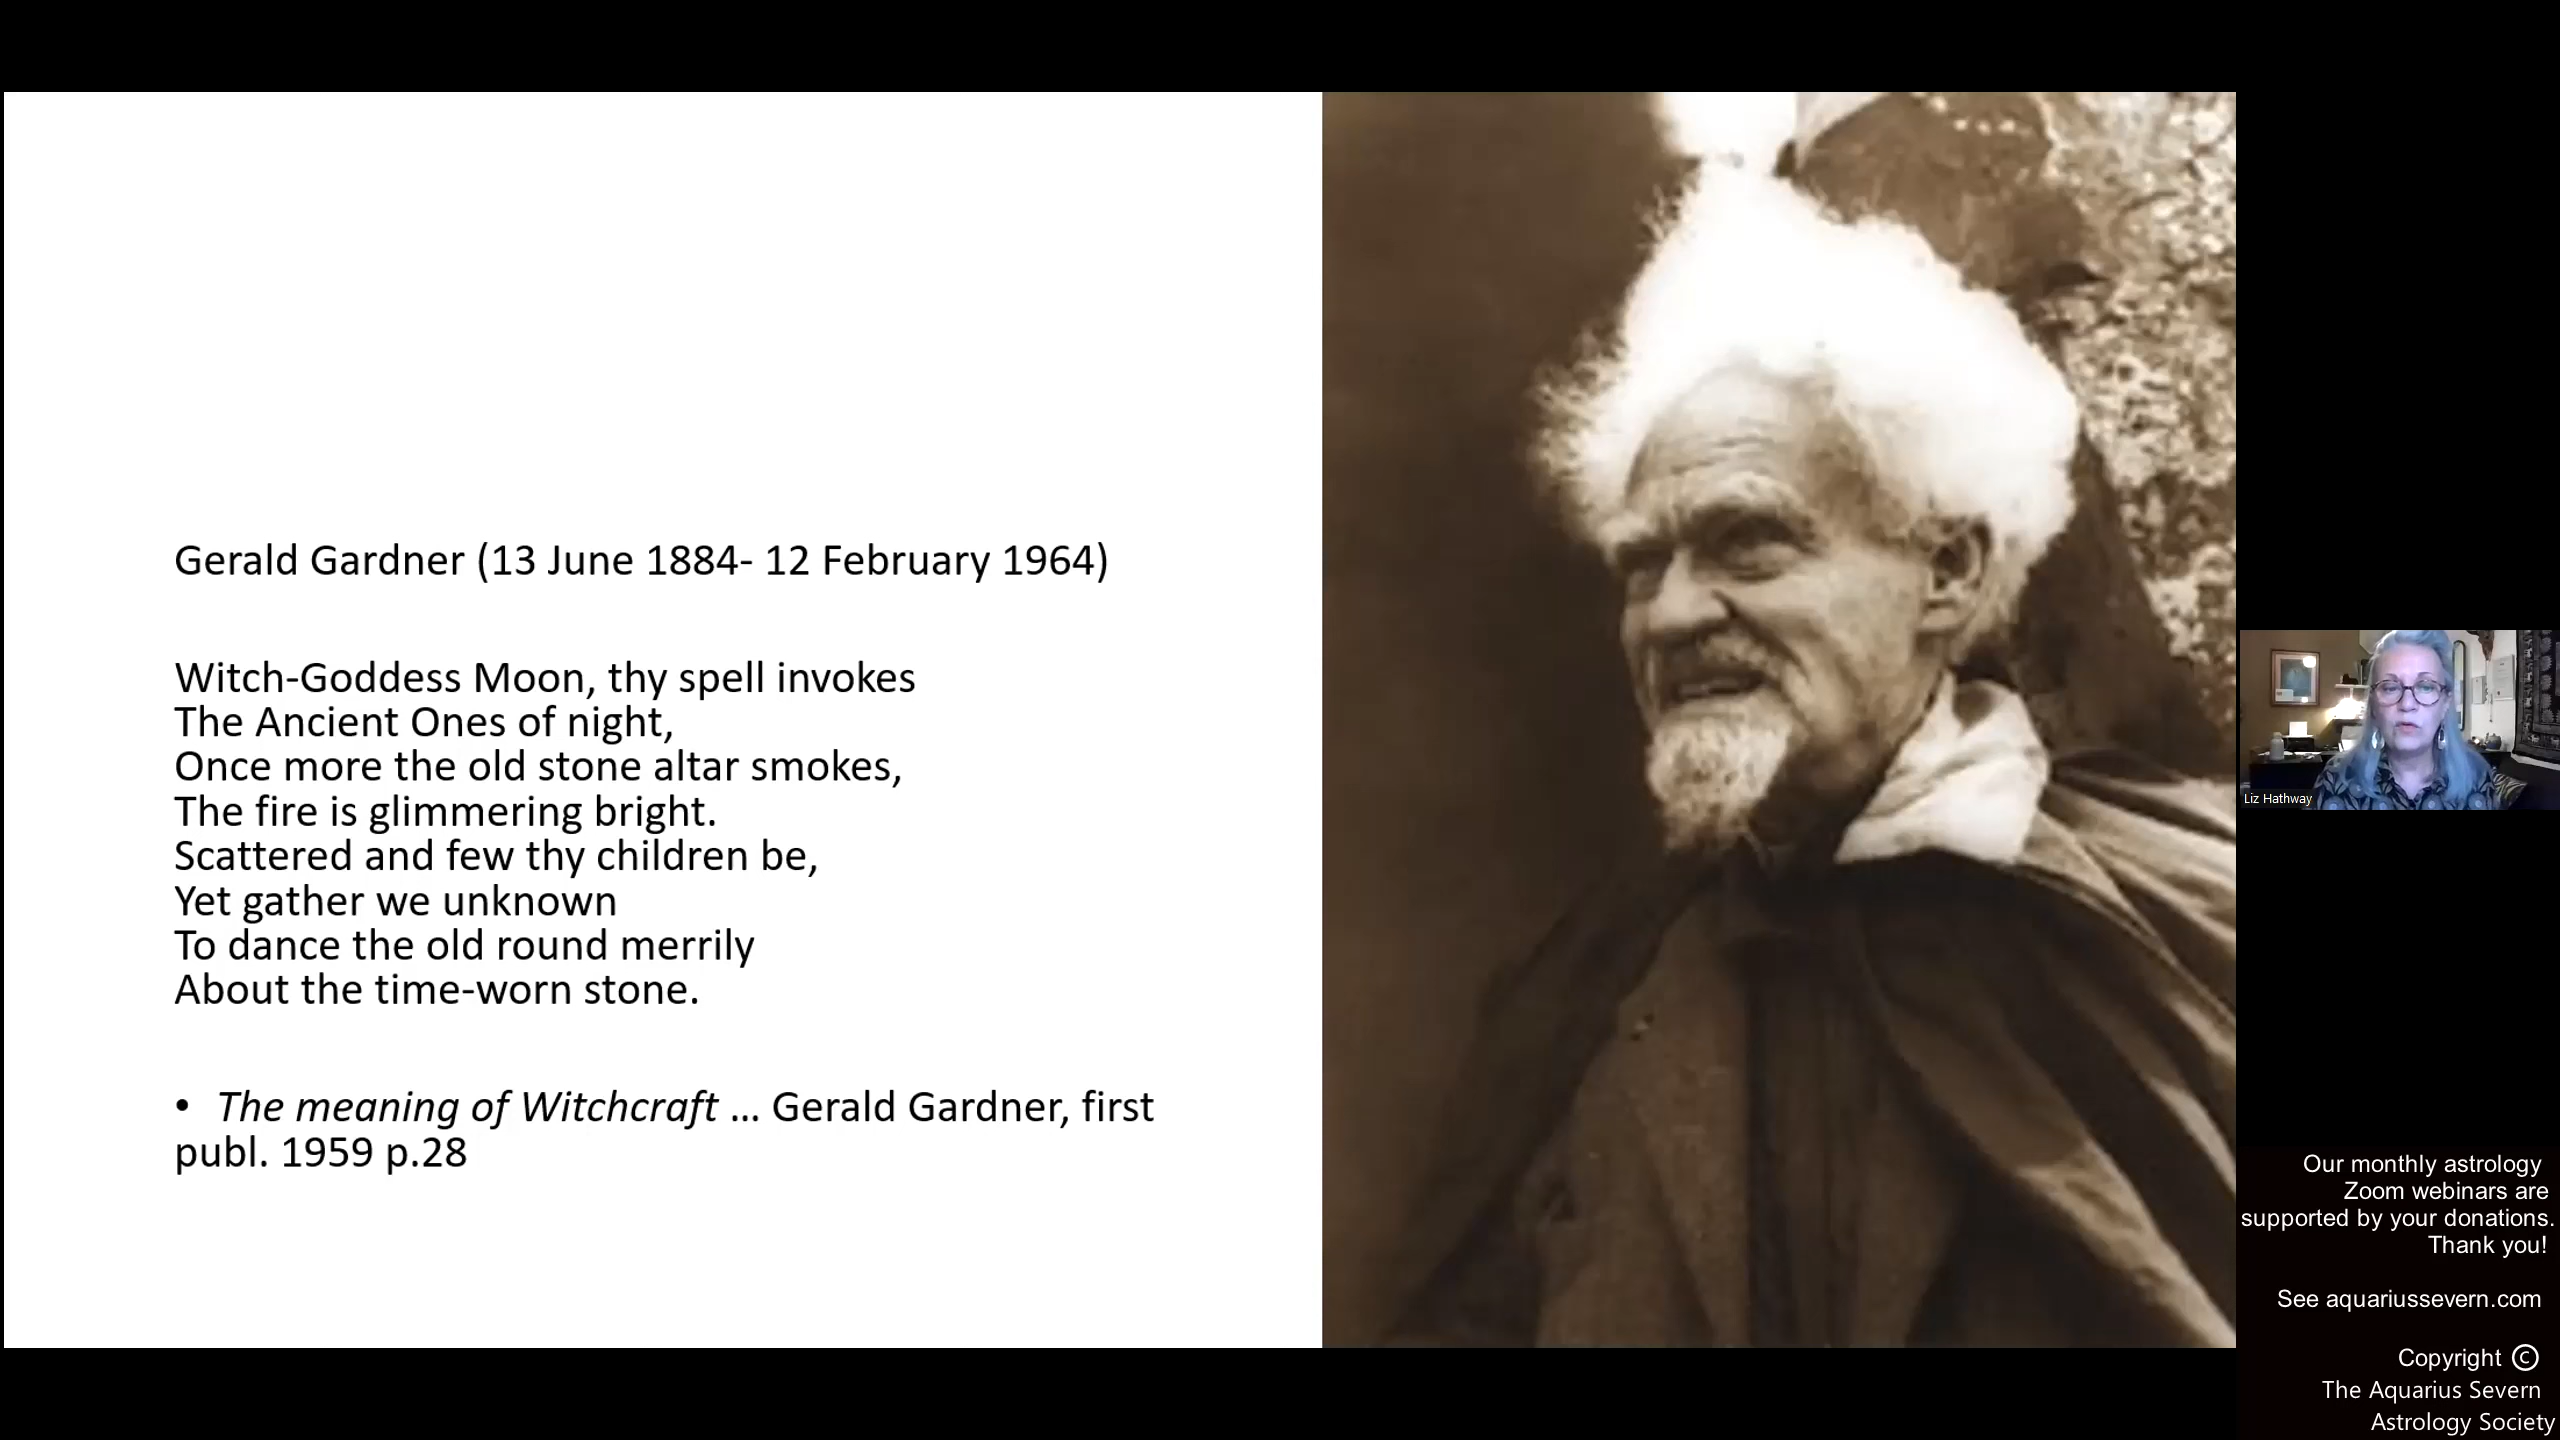 Gerald Gardner (13 June 1884- 12 February 1964)
Witch-Goddess Moon, thy spell invokes
The Ancient Ones of night,
Once more the old stone altar smokes,
The fire is glimmering bright.
Scattered and few thy children be,
Yet gather we unknown
To dance the old round merrily
About the time-worn stone.
• The meaning of Witchcraft ... Gerald Gardner, first
publ. 1959 p.28
Liz Hathway
Our monthly astrology
Zoom webinars are
supported by your donations.
Thank you!
See aquariussevern.com
Copyright ©
The Aquarius Severn
Astrology Society